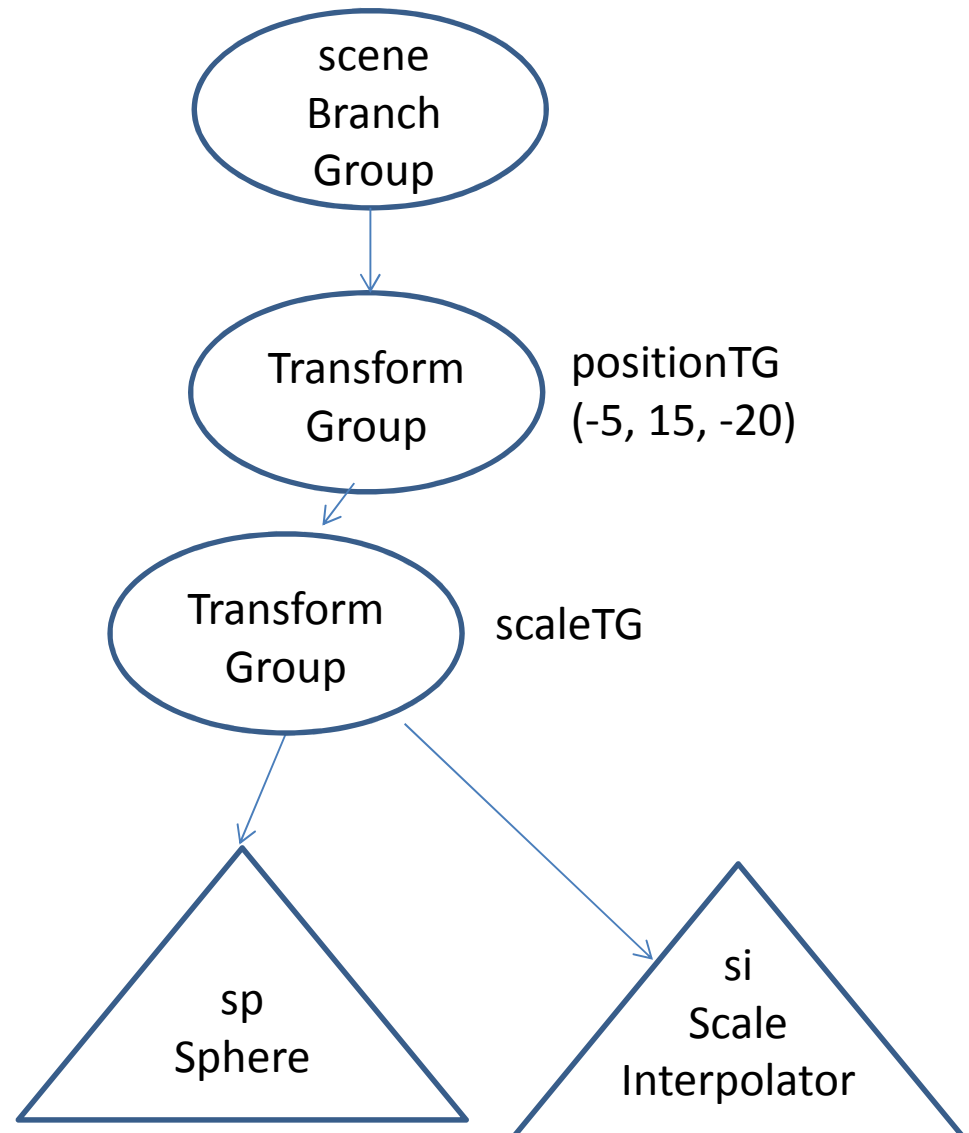 scene
Branch
Group
Transform
Group
positionTG
(-5, 15, -20)
Transform
Group
scaleTG
sp
Sphere
si
Scale
Interpolator